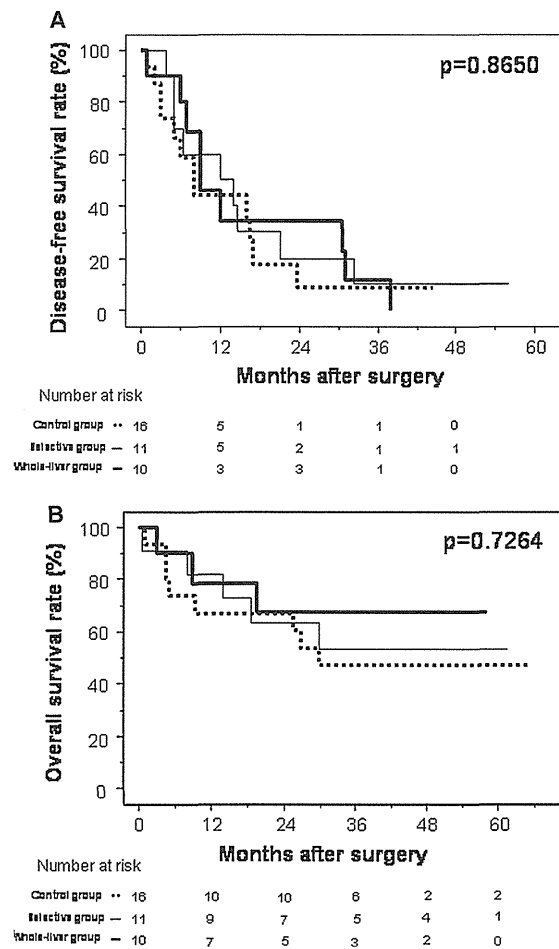 A
Disease-free survival rate (%)
100
80
60
40
20
0
p=0.8650
0 12 24 36 48 60
Months after surgery
Number at risk
Control group 16 5 1 1 0
Selective group 11 5 2 1 1
Whole-liver group 10 3 3 1 0
B
Overall survival rate (%)
100
80
60
40
20
0
p=0.7264
0 12 24 36 48 60
Months after surgery
Number at risk
Control group 16 10 10 6 2 2
Selective group 11 9 7 5 4 1
Whole-liver group 10 7 5 3 2 0